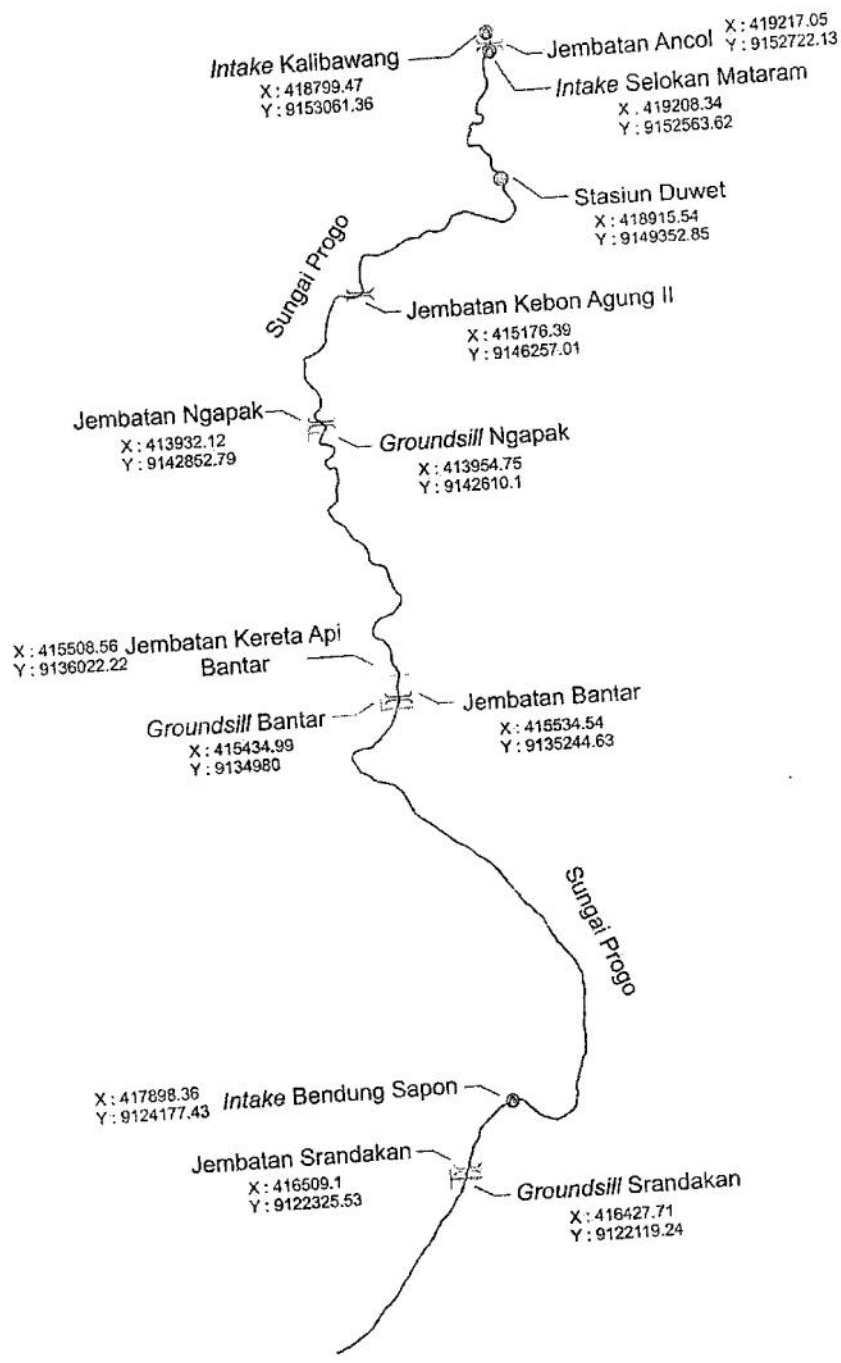 Intake Kalibawang
X : 418799.47
Y : 9153061.36
Jembatan Ancol
X : 419217.05
Y : 9152722.13
Intake Selokan Mataram
X . 419208.34
Y : 9152563.62
Stasiun Duwet
X : 418915.54
Y : 9149352.85
Sungai Progo
Jembatan Kebon Agung II
X : 415176.39
Y : 9146257.01
Jembatan Ngapak
X : 413932.12
Y : 9142852.79
Groundsill Ngapak
X : 413954.75
Y : 9142610.1
X : 415508.56
Y : 9136022.22
Jembatan Kereta Api
Bantar
Groundsill Bantar
X : 415434.99
Y : 9134980
Jembatan Bantar
X : 415534.54
Y : 9135244.63
Sungai Progo
X : 417898.36
Y : 9124177.43
Intake Bendung Sapon
Jembatan Srandakan
X : 416509.1
Y : 9122325.53
Groundsill Srandakan
X : 416427.71
Y : 9122119.24